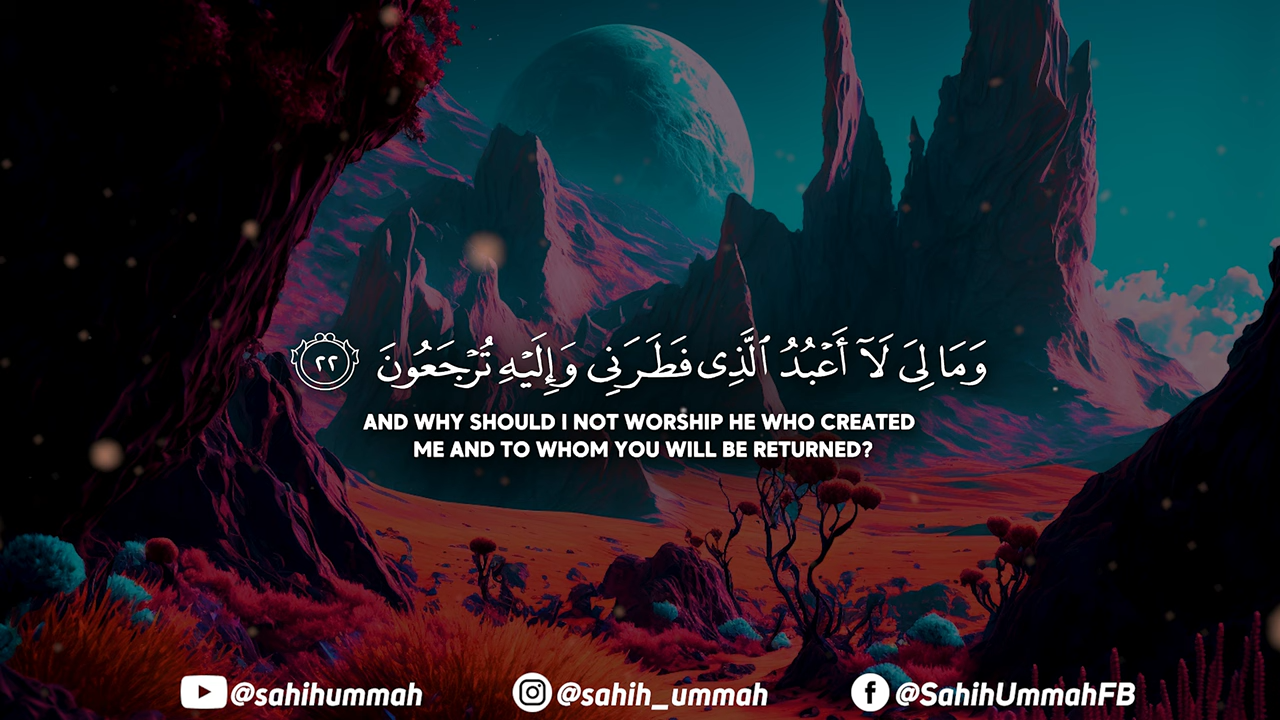 وَمَا لِىَ لَآ أَعْبُدُ ٱلَّذِى فَطَرَنِى وَإِلَيْهِ تُرْجَعُونَ ٢٢
AND WHY SHOULD I NOT WORSHIP HE WHO CREATED
ME AND TO WHOM YOU WILL BE RETURNED?
@sahihummah @sahih_ummah @SahihUmmahFB